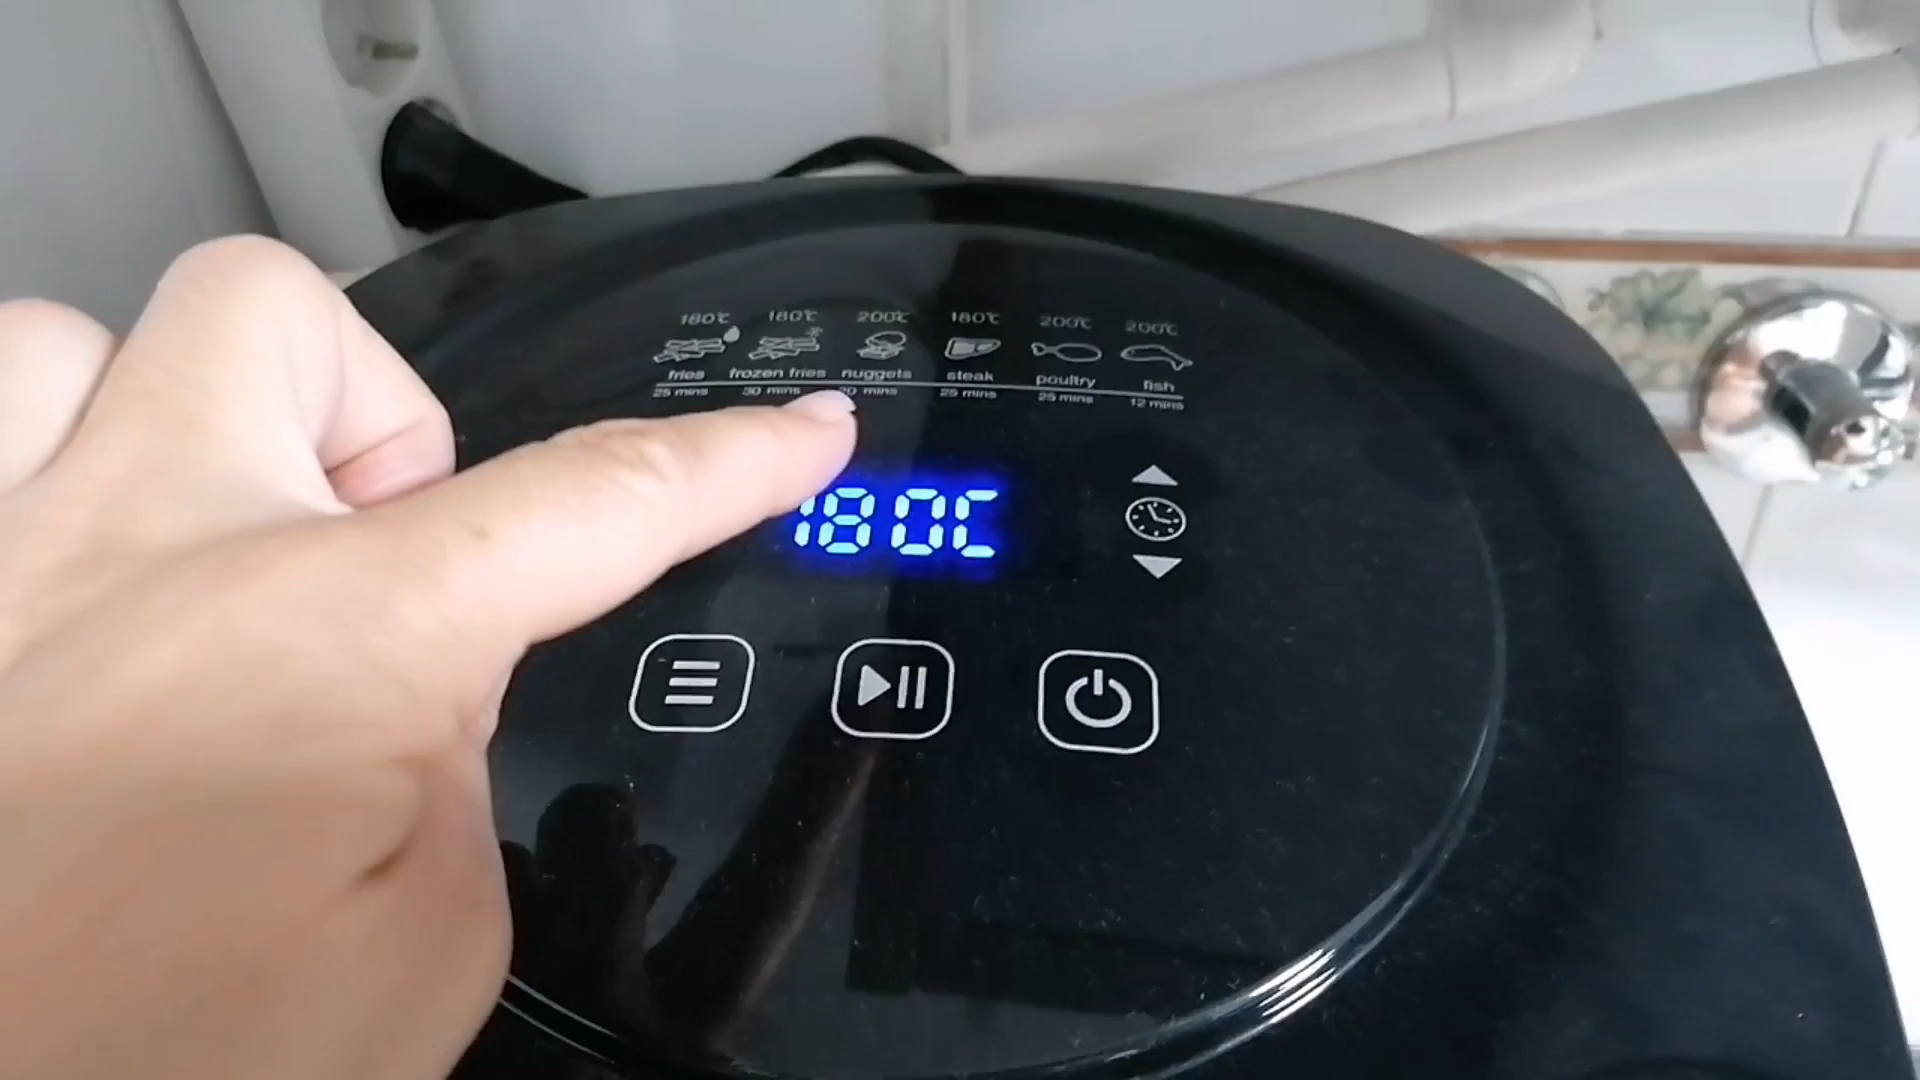 180℃ 180℃ 200℃ 180℃ 200℃ 200℃
fries frozen fries nuggets steak poultry fish
25 mins 30 mins 20 mins 25 mins 25 mins 12 mins
180C